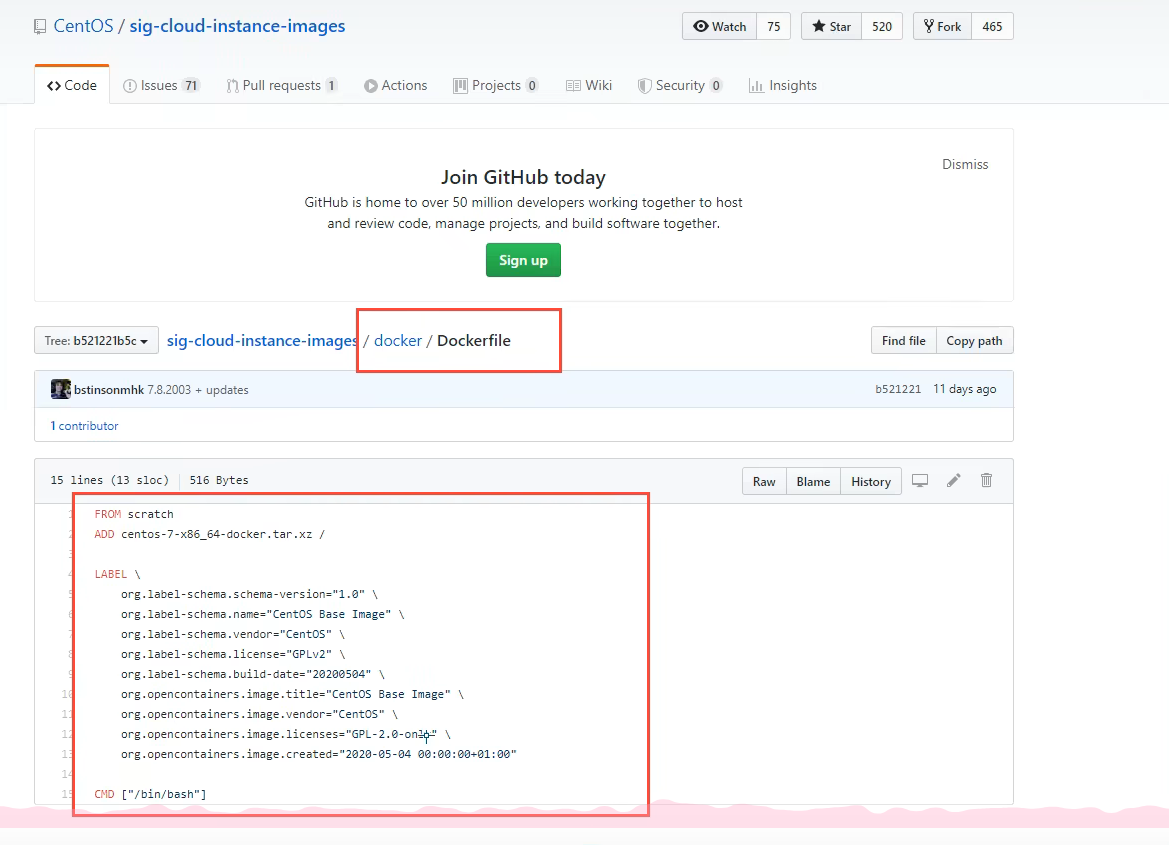 CentOS / sig-cloud-instance-images
Watch 75 Star 520 Fork 465
Code Issues 71 Pull requests 1 Actions Projects 0 Wiki Security 0 Insights
Dismiss
Join GitHub today
GitHub is home to over 50 million developers working together to host
and review code, manage projects, and build software together.
Sign up
Tree: b521221b5c sig-cloud-instance-images / docker / Dockerfile Find file Copy path
bstinsonmhk 7.8.2003 + updates b521221 11 days ago
1 contributor
15 lines (13 sloc) 516 Bytes Raw Blame History
1 FROM scratch
2 ADD centos-7-x86_64-docker.tar.xz /
3
4 LABEL \
5 org.label-schema.schema-version="1.0" \
6 org.label-schema.name="CentOS Base Image" \
7 org.label-schema.vendor="CentOS" \
8 org.label-schema.license="GPLv2" \
9 org.label-schema.build-date="20200504" \
10 org.opencontainers.image.title="CentOS Base Image" \
11 org.opencontainers.image.vendor="CentOS" \
12 org.opencontainers.image.licenses="GPL-2.0-only" \
13 org.opencontainers.image.created="2020-05-04 00:00:00+01:00"
14
15 CMD ["/bin/bash"]